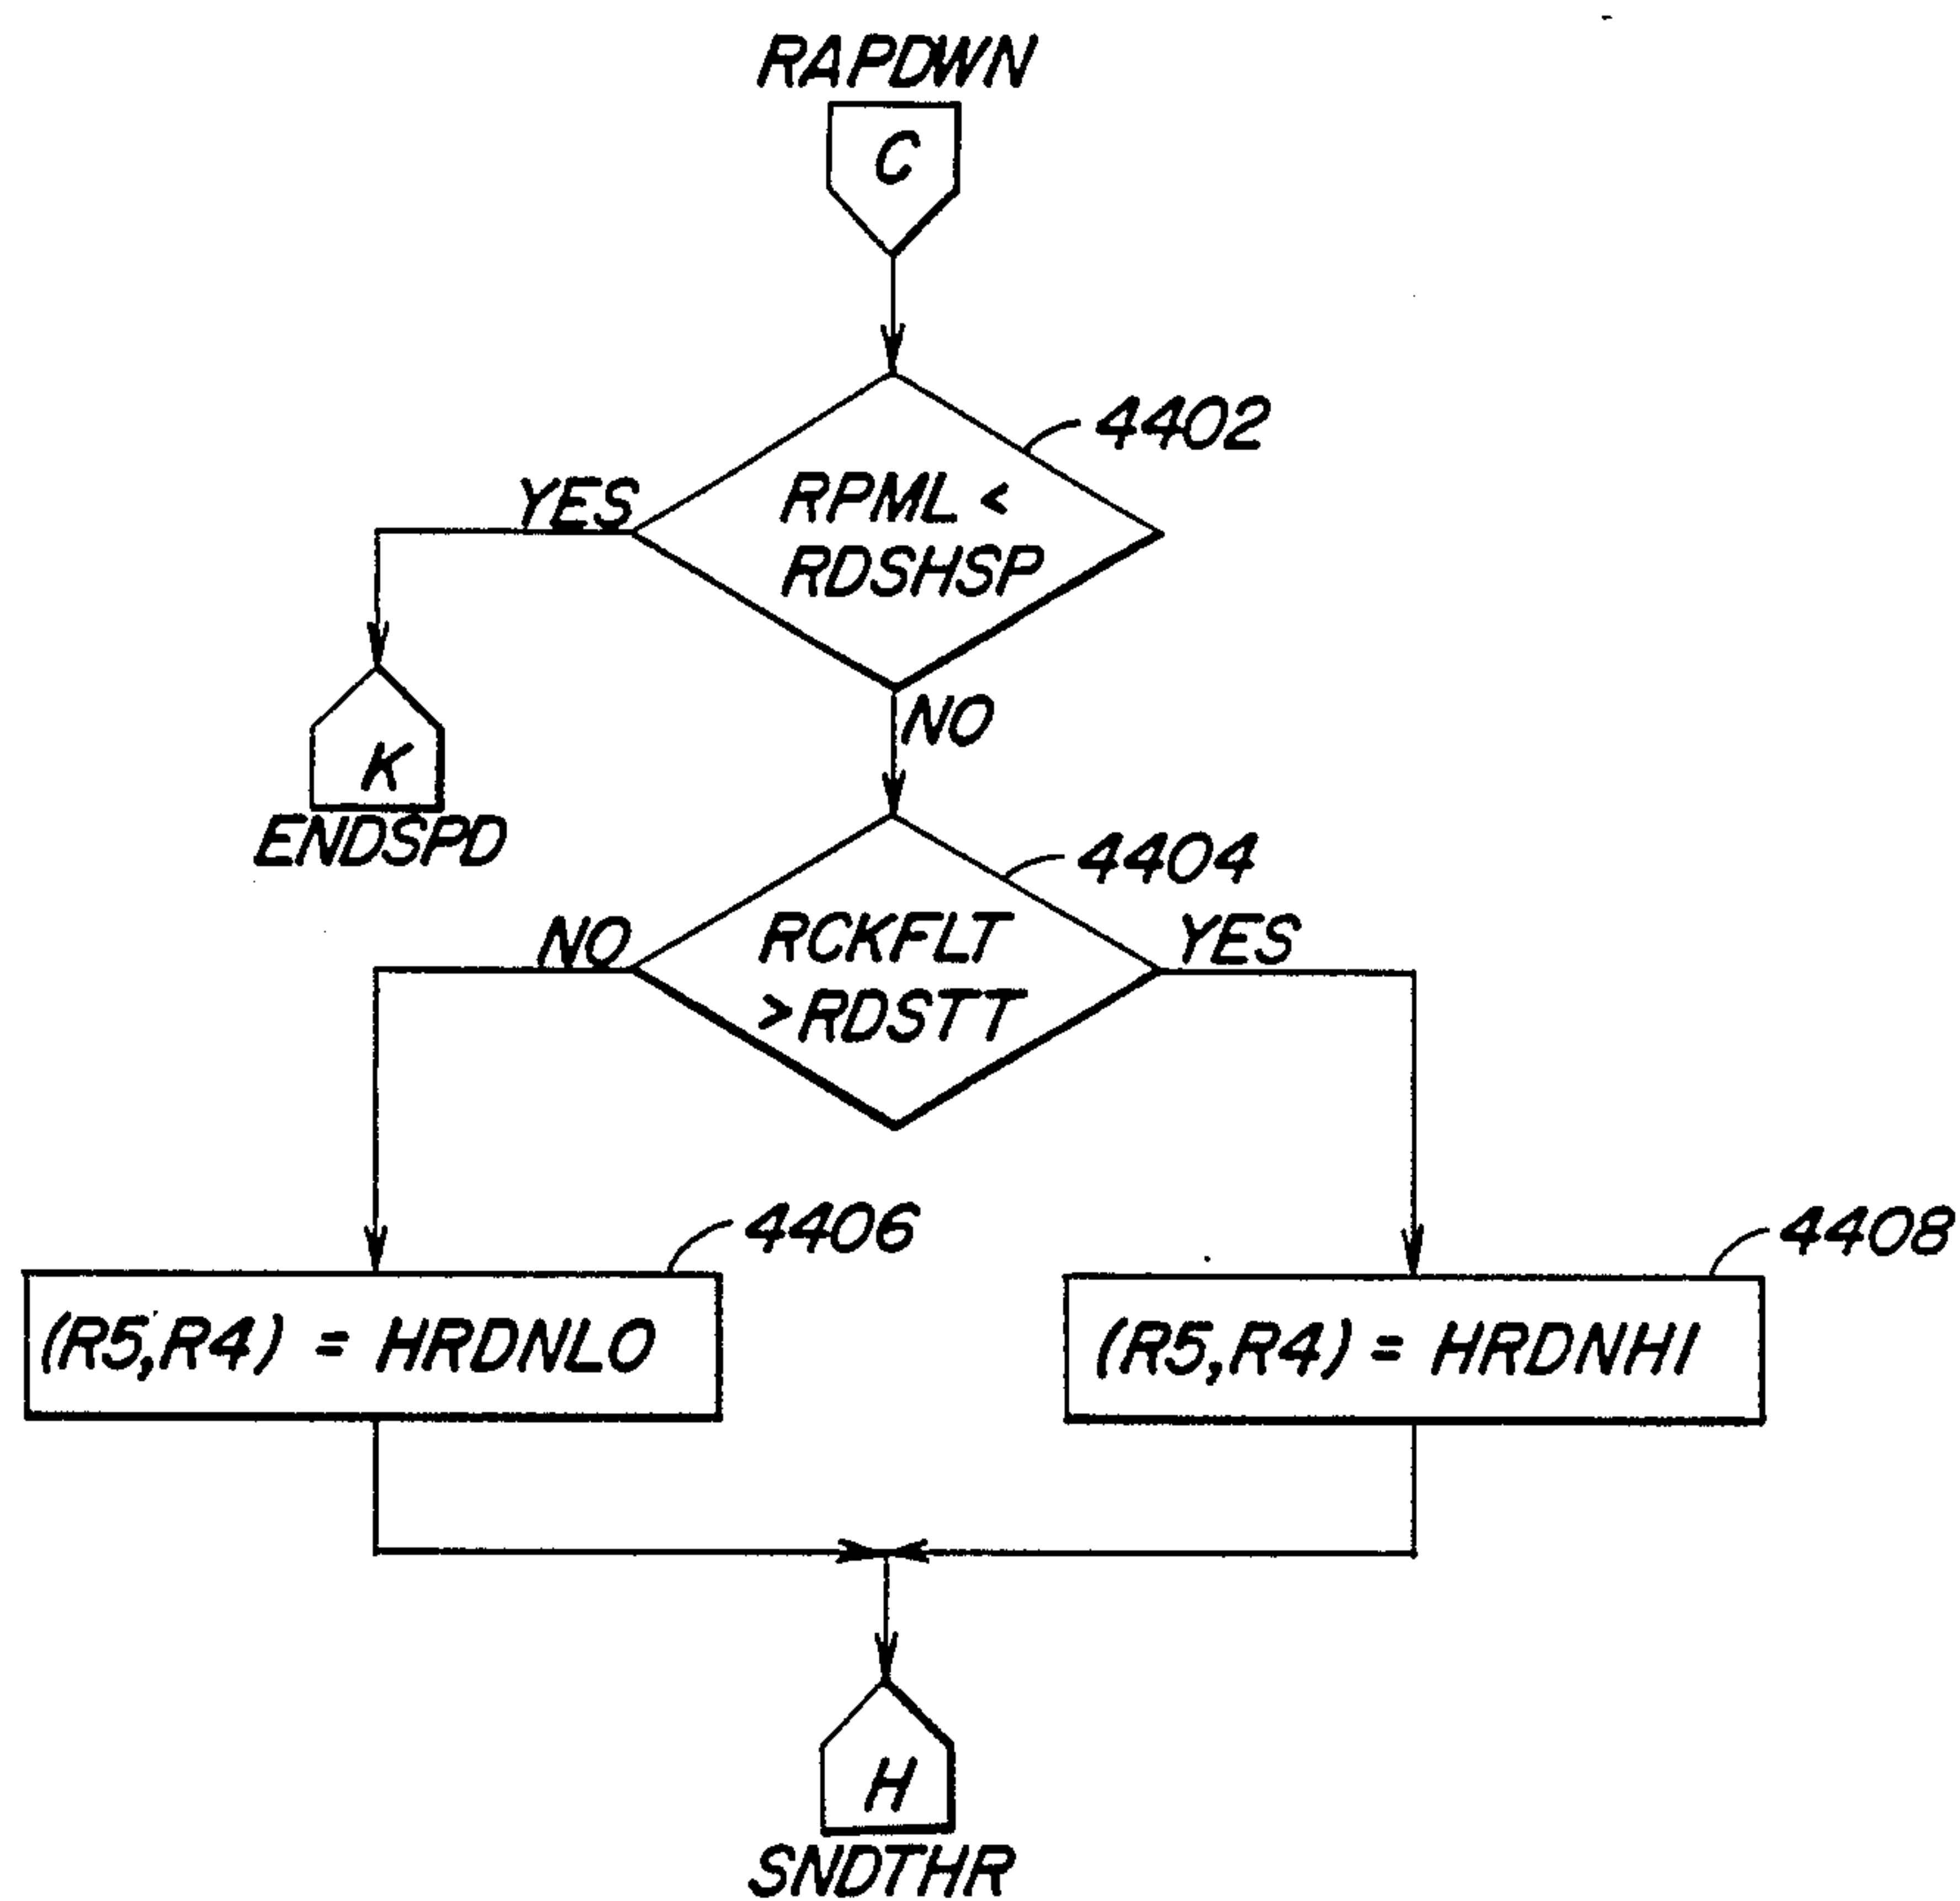 RAPDWN
C
4402
YES
RPML <
RDSHSP
NO
K
ENDSPD
4404
NO
RCKFLT
>RDSTT
YES
4406
4408
(R5,R4) = HRDNLO
(R5,R4) = HRDNHI
H
SNDTHR